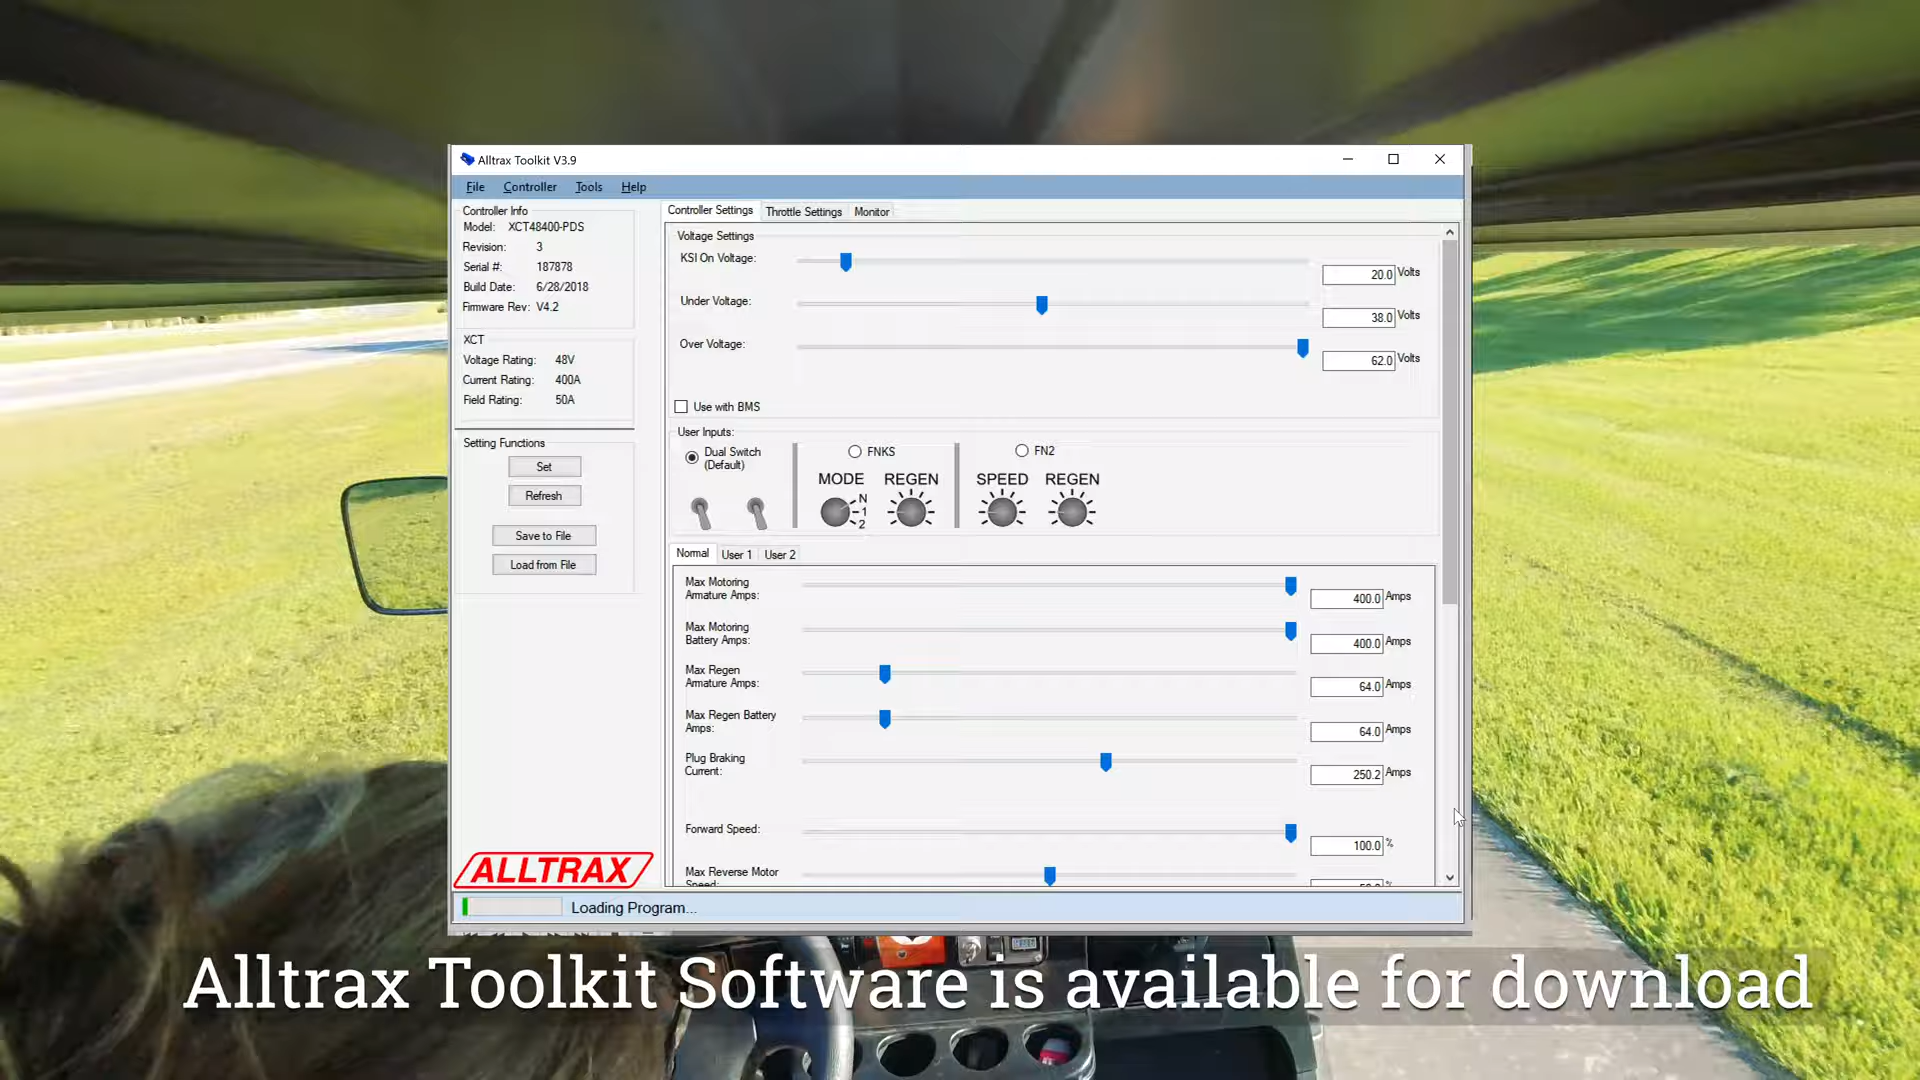 Alltrax Toolkit V3.9
File Controller Tools Help
Controller Info
Model: XCT48400-PDS
Revision: 3
Serial #: 187878
Build Date: 6/28/2018
Firmware Rev: V4.2
XCT
Voltage Rating: 48V
Current Rating: 400A
Field Rating: 50A
Setting Functions
Set
Refresh
Save to File
Load from File
ALLTRAX
Controller Settings Throttle Settings Monitor
Voltage Settings
KSI On Voltage: 20.0 Volts
Under Voltage: 38.0 Volts
Over Voltage: 62.0 Volts
Use with BMS
User Inputs:
Dual Switch
(Default)
FNKS
MODE REGEN
N
1
2
FN2
SPEED REGEN
Normal User 1 User 2
Max Motoring
Armature Amps: 400.0 Amps
Max Motoring
Battery Amps: 400.0 Amps
Max Regen
Armature Amps: 64.0 Amps
Max Regen Battery
Amps: 64.0 Amps
Plug Braking
Current: 250.2 Amps
Forward Speed: 100.0 %
Max Reverse Motor
Speed: %
Loading Program...
Alltrax Toolkit Software is available for download